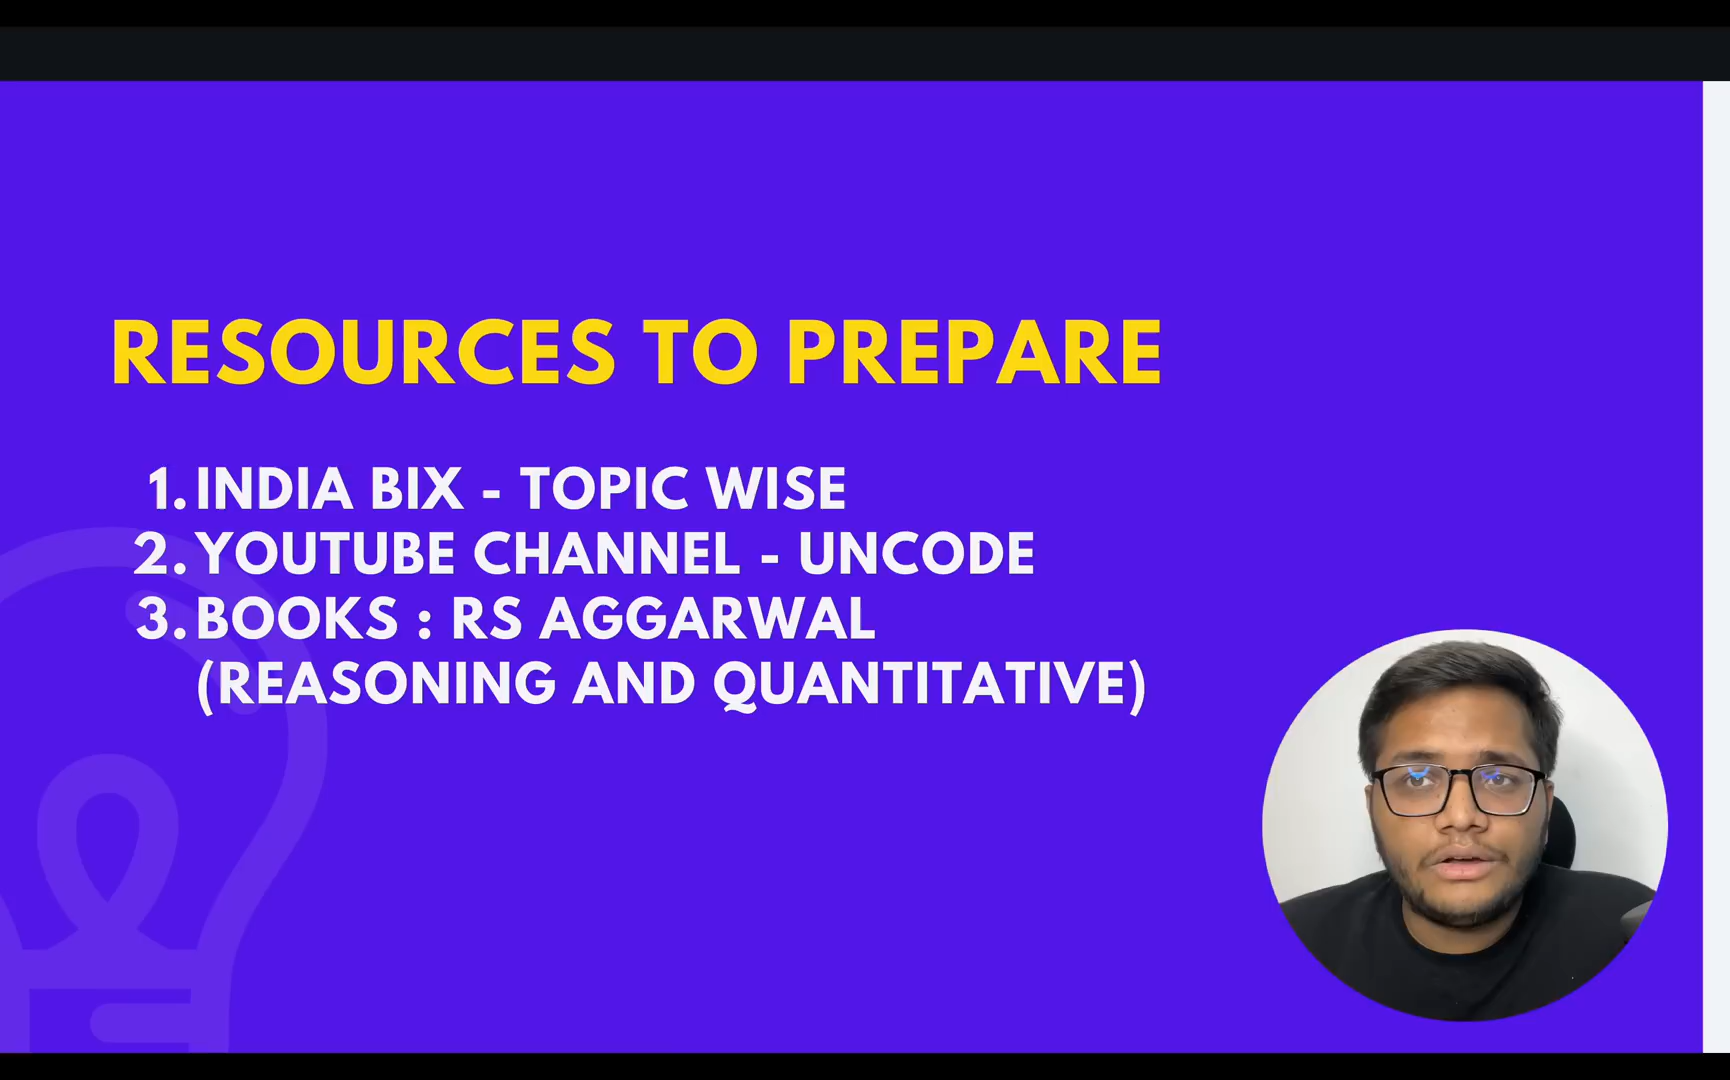 RESOURCES TO PREPARE
1. INDIA BIX - TOPIC WISE
2. YOUTUBE CHANNEL - UNCODE
3. BOOKS : RS AGGARWAL
(REASONING AND QUANTITATIVE)